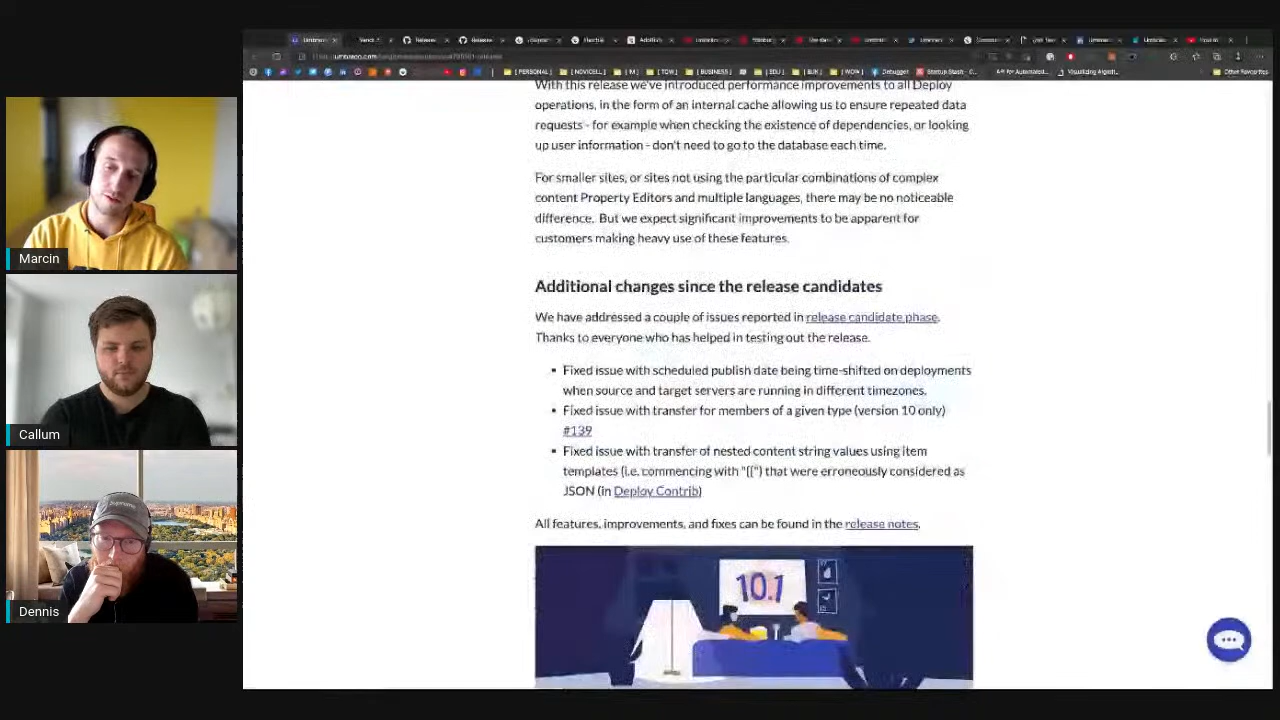 Marcin
Callum
Dennis
[ PERSONAL ]
[ NOVICELL ]
[ M ]
[ TOW ]
[ BUSINESS ]
[ EDU ]
[ BJK ]
[ WOW ]
Debugger
Other Favourites
With this release we've introduced performance improvements to all Deploy
operations, in the form of an internal cache allowing us to ensure repeated data
requests - for example when checking the existence of dependencies, or looking
up user information - don't need to go to the database each time.
For smaller sites, or sites not using the particular combinations of complex
content Property Editors and multiple languages, there may be no noticeable
difference. But we expect significant improvements to be apparent for
customers making heavy use of these features.
Additional changes since the release candidates
We have addressed a couple of issues reported in release candidate phase.
Thanks to everyone who has helped in testing out the release.
Fixed issue with scheduled publish date being time-shifted on deployments
when source and target servers are running in different timezones.
Fixed issue with transfer for members of a given type (version 10 only)
#139
Fixed issue with transfer of nested content string values using item
templates (i.e. commencing with "{{") that were erroneously considered as
JSON (in Deploy Contrib)
All features, improvements, and fixes can be found in the release notes.
10.1